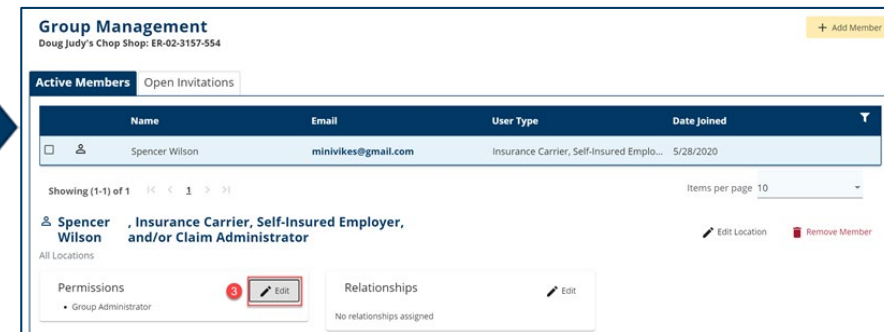 Group Management
Doug Judy's Chop Shop: ER-02-3157-554
+ Add Member
Active Members Open Invitations
Name Email User Type Date Joined
Spencer Wilson minivikes@gmail.com Insurance Carrier, Self-Insured Emplo... 5/28/2020
Showing (1-1) of 1 |< < 1 > >| Items per page 10
Spencer Wilson , Insurance Carrier, Self-Insured Employer, and/or Claim Administrator
Edit Location Remove Member
All Locations
Permissions 3 Edit Relationships Edit
• Group Administrator No relationships assigned